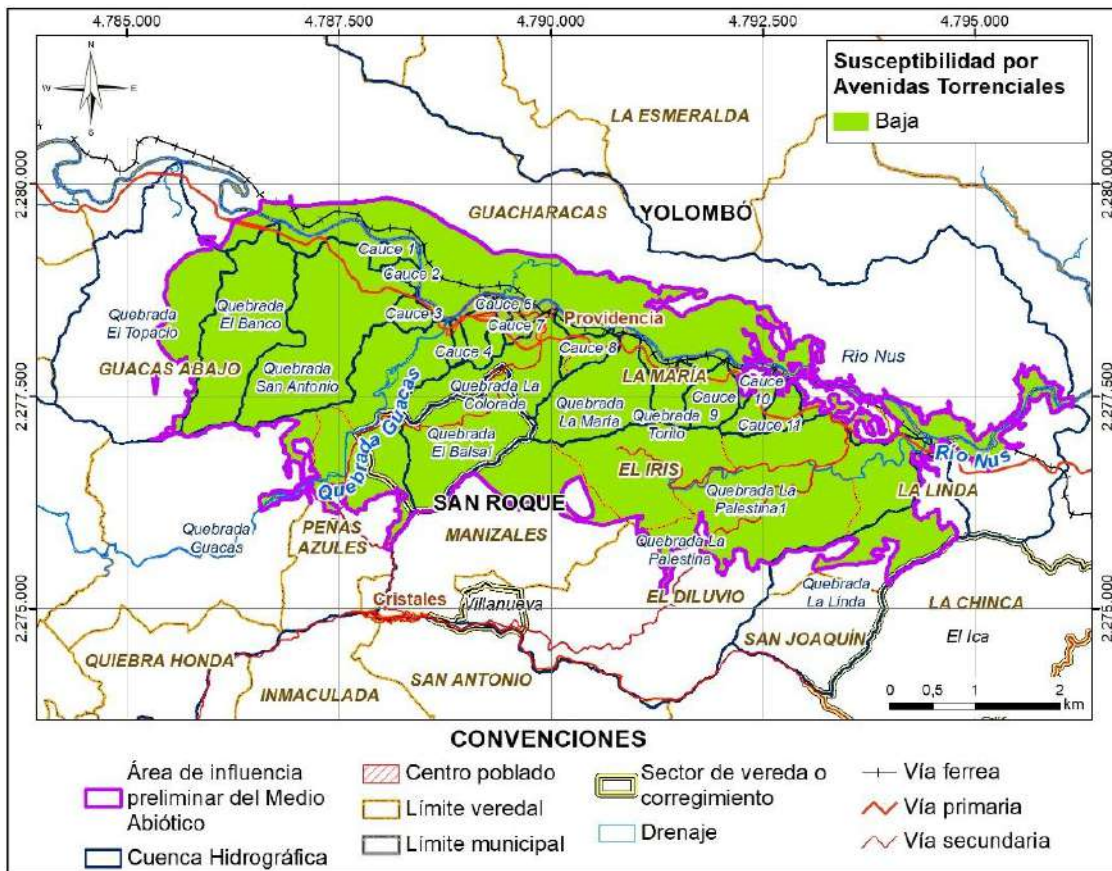 4.785.000
4.787.500
4.790.000
4.792.500
4.795.000
N
W
E
S
Susceptibilidad por
Avenidas Torrenciales
Baja
LA ESMERALDA
2.280.000
2.280.000
GUACHARACAS
YOLOMBÓ
Cauce 1
Cauce 2
Quebrada
El Topacio
Quebrada
El Banco
Cauce 3
Cauce 6
Cauce 7
Providencia
Cauce 4
Cauce 8
Río Nus
GUACAS ABAJO
Quebrada
San Antonio
Quebrada La
Colorada
LA MARÍA
Cauce
10
2.277.500
2.277.500
Quebrada Guacas
Quebrada
El Balsal
Quebrada
La María
Quebrada
Torito
Cauce
9
Cauce 11
Río Nus
EL IRIS
LA LINDA
SAN ROQUE
Quebrada La
Palestina1
Quebrada
Guacas
PEÑAS
AZULES
MANIZALES
Quebrada La
Palestina
Quebrada
La Linda
2.275.000
2.275.000
Cristales
Villanueva
EL DILUVIO
LA CHINCA
El Ica
QUIEBRA HONDA
INMACULADA
SAN ANTONIO
SAN JOAQUÍN
0 0,5 1 2
km
CONVENCIONES
Área de influencia
preliminar del Medio
Abiótico
Cuenca Hidrográfica
Centro poblado
Límite veredal
Límite municipal
Sector de vereda o
corregimiento
Drenaje
Vía ferrea
Vía primaria
Vía secundaria